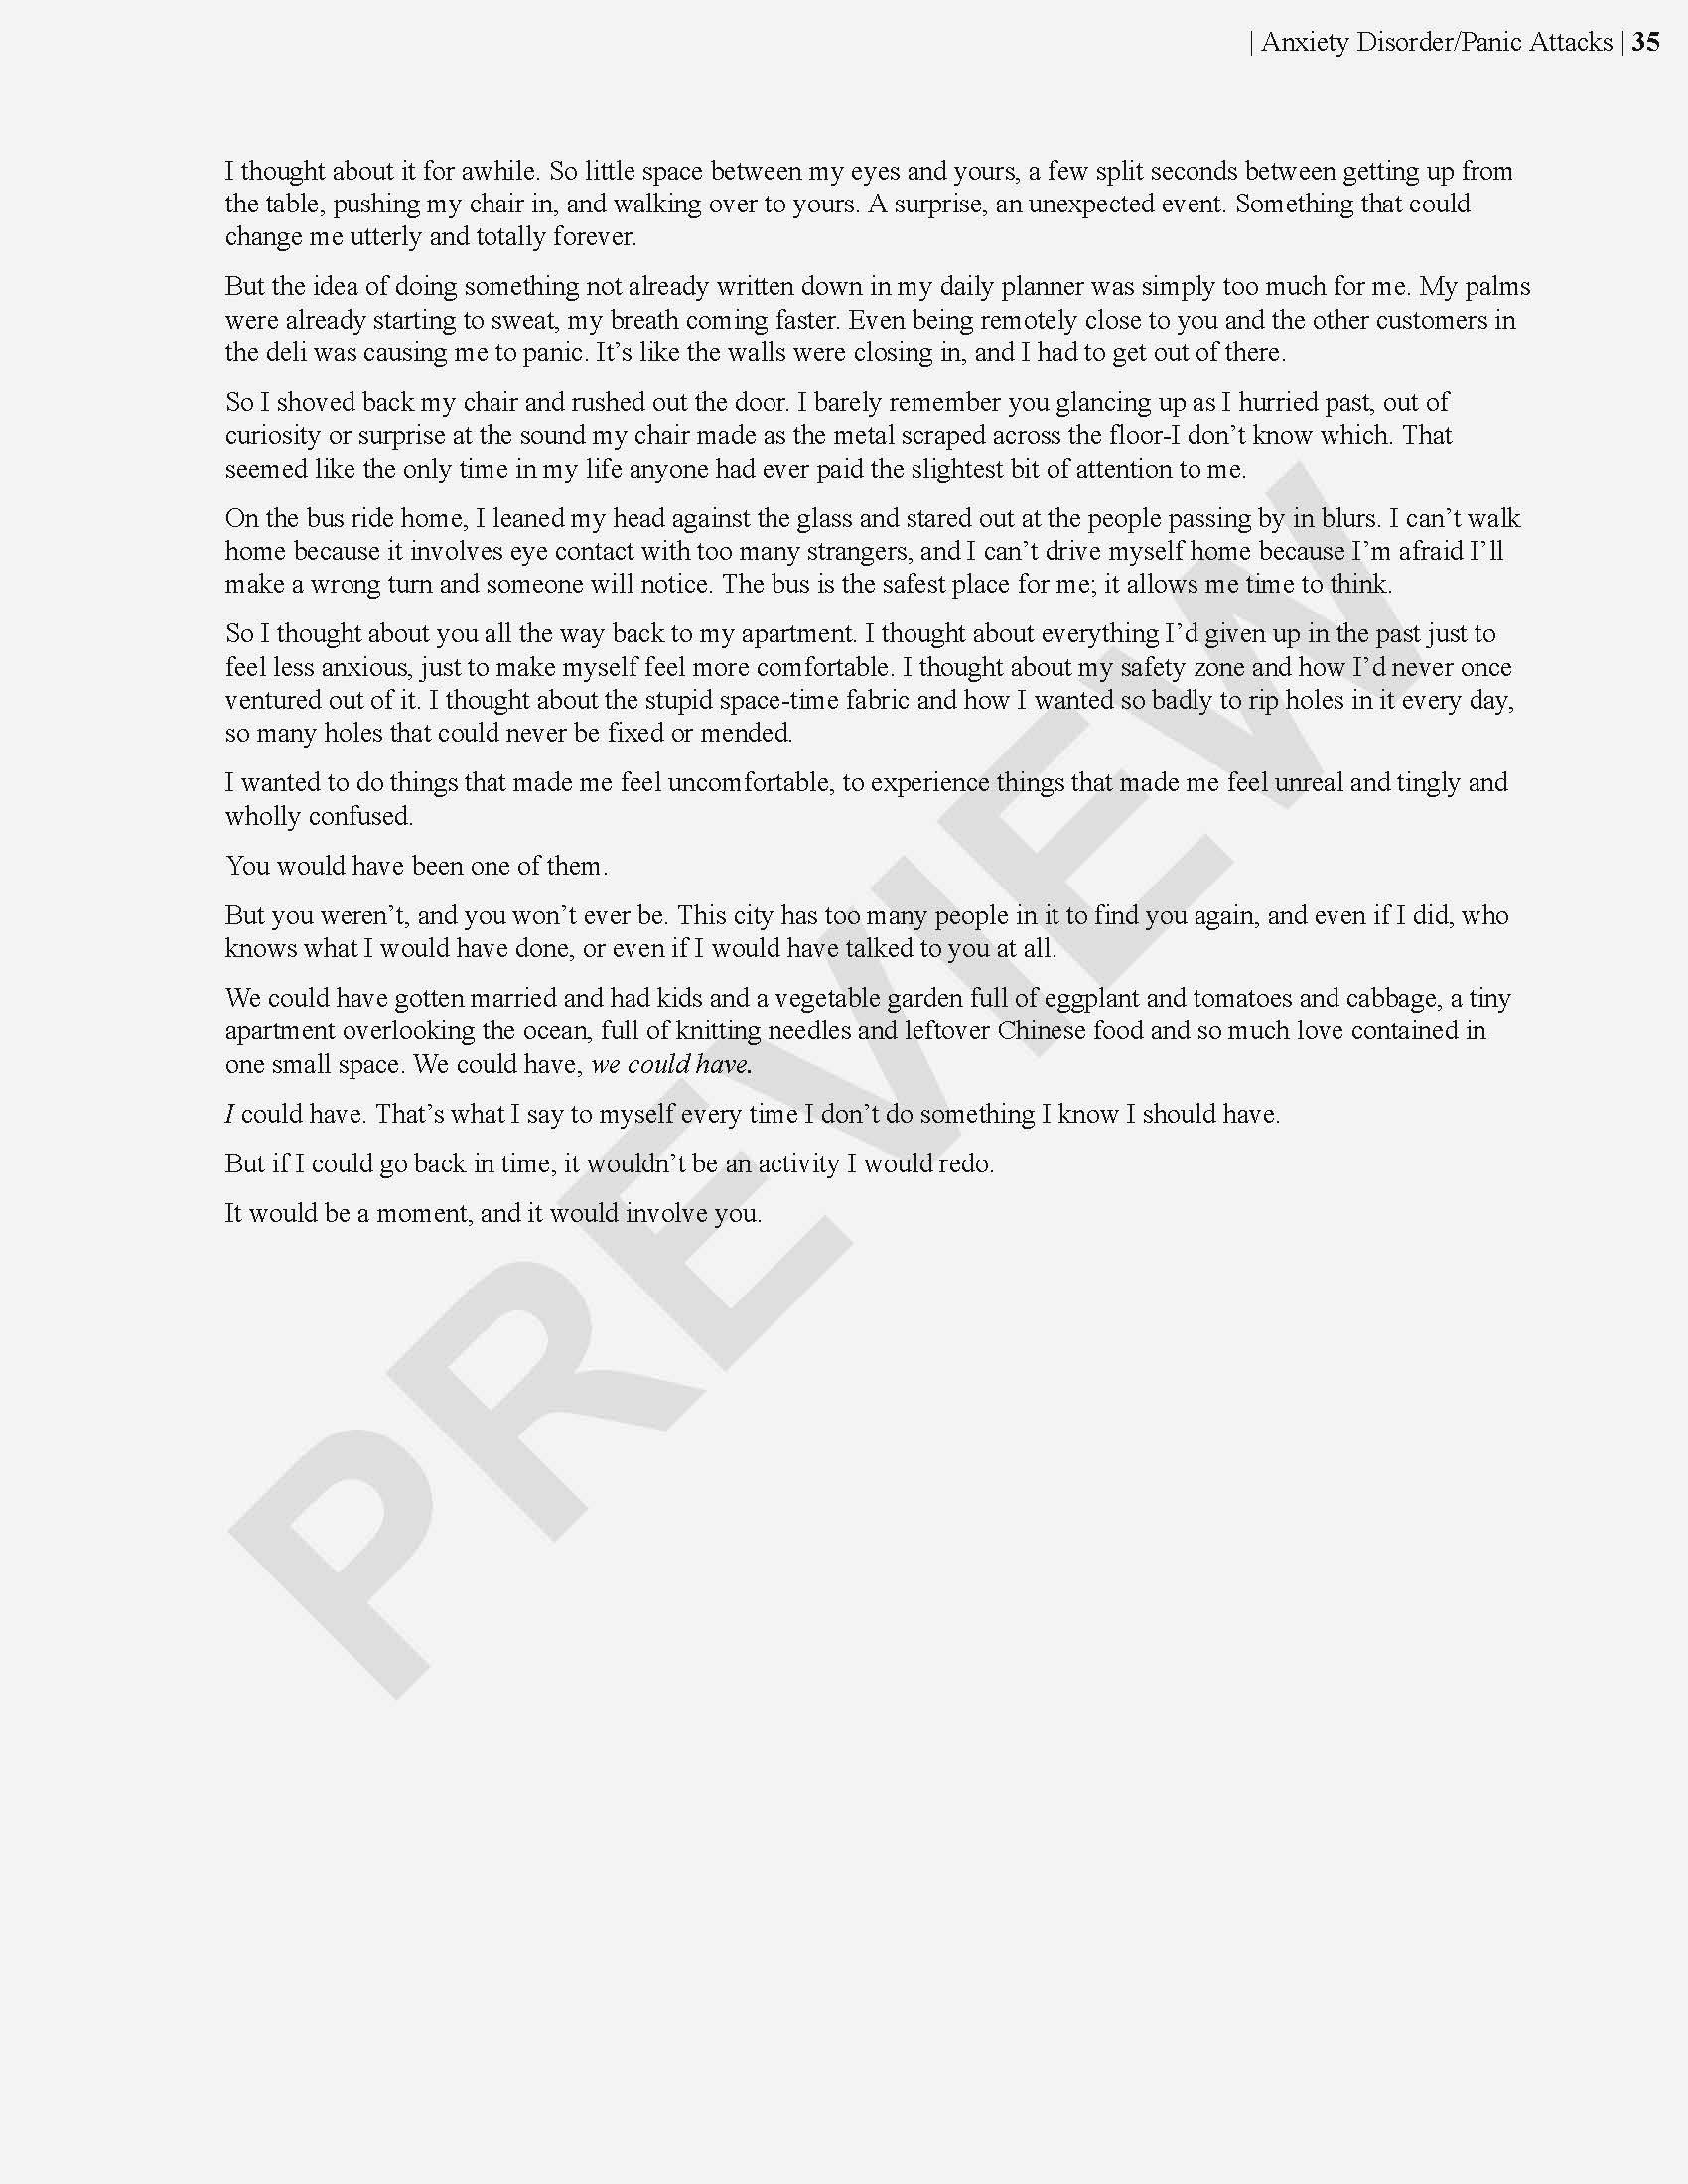 | Anxiety Disorder/Panic Attacks | 35
I thought about it for awhile. So little space between my eyes and yours, a few split seconds between getting up from
the table, pushing my chair in, and walking over to yours. A surprise, an unexpected event. Something that could
change me utterly and totally forever.
But the idea of doing something not already written down in my daily planner was simply too much for me. My palms
were already starting to sweat, my breath coming faster. Even being remotely close to you and the other customers in
the deli was causing me to panic. It’s like the walls were closing in, and I had to get out of there.
So I shoved back my chair and rushed out the door. I barely remember you glancing up as I hurried past, out of
curiosity or surprise at the sound my chair made as the metal scraped across the floor-I don’t know which. That
seemed like the only time in my life anyone had ever paid the slightest bit of attention to me.
On the bus ride home, I leaned my head against the glass and stared out at the people passing by in blurs. I can’t walk
home because it involves eye contact with too many strangers, and I can’t drive myself home because I’m afraid I’ll
make a wrong turn and someone will notice. The bus is the safest place for me; it allows me time to think.
So I thought about you all the way back to my apartment. I thought about everything I’d given up in the past just to
feel less anxious, just to make myself feel more comfortable. I thought about my safety zone and how I’d never once
ventured out of it. I thought about the stupid space-time fabric and how I wanted so badly to rip holes in it every day,
so many holes that could never be fixed or mended.
I wanted to do things that made me feel uncomfortable, to experience things that made me feel unreal and tingly and
wholly confused.
You would have been one of them.
But you weren’t, and you won’t ever be. This city has too many people in it to find you again, and even if I did, who
knows what I would have done, or even if I would have talked to you at all.
We could have gotten married and had kids and a vegetable garden full of eggplant and tomatoes and cabbage, a tiny
apartment overlooking the ocean, full of knitting needles and leftover Chinese food and so much love contained in
one small space. We could have, we could have.
I could have. That’s what I say to myself every time I don’t do something I know I should have.
But if I could go back in time, it wouldn’t be an activity I would redo.
It would be a moment, and it would involve you.
PREVIEW